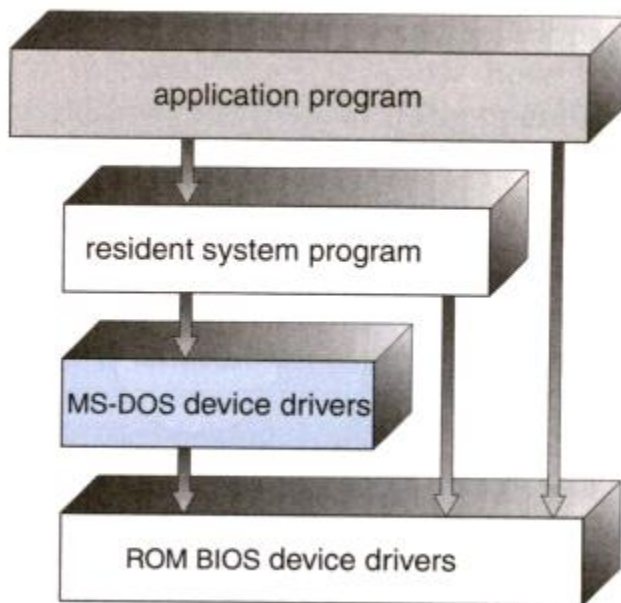 application program
resident system program
MS-DOS device drivers
ROM BIOS device drivers